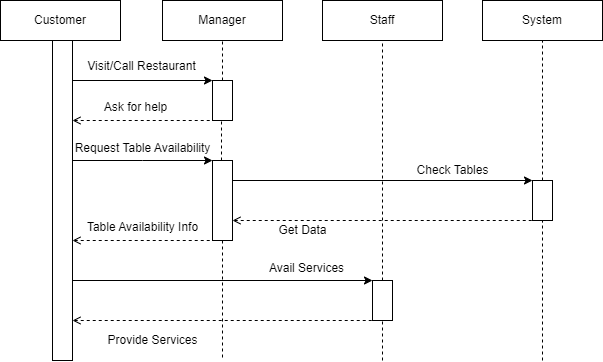 Customer
Manager
Staff
System
Visit/Call Restaurant
Ask for help
Request Table Availability
Check Tables
Table Availability Info
Get Data
Avail Services
Provide Services